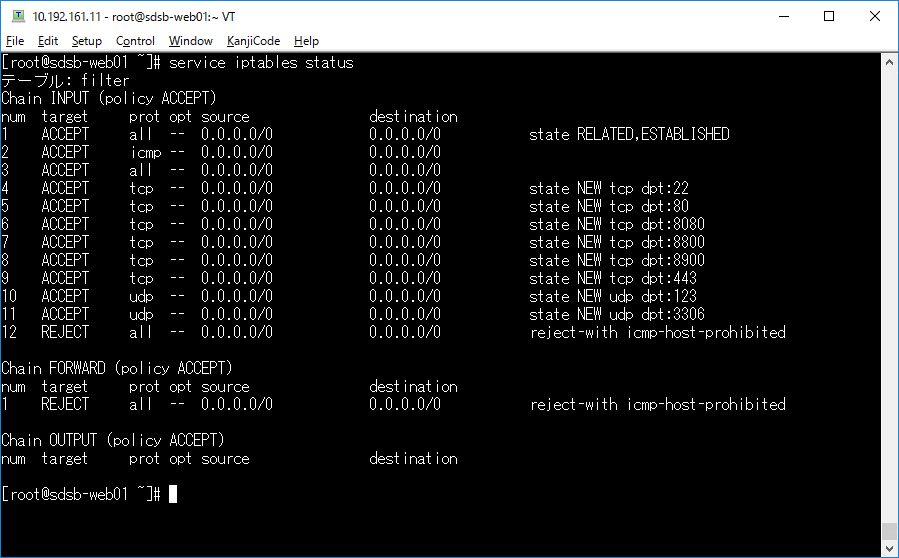 10.192.161.11 - root@sdsb-web01:~ VT
File Edit Setup Control Window KanjiCode Help
[root@sdsb-web01 ~]# service iptables status
テーブル: filter
Chain INPUT (policy ACCEPT)
num  target     prot opt source               destination
1    ACCEPT     all  --  0.0.0.0/0            0.0.0.0/0           state RELATED,ESTABLISHED
2    ACCEPT     icmp --  0.0.0.0/0            0.0.0.0/0
3    ACCEPT     all  --  0.0.0.0/0            0.0.0.0/0
4    ACCEPT     tcp  --  0.0.0.0/0            0.0.0.0/0           state NEW tcp dpt:22
5    ACCEPT     tcp  --  0.0.0.0/0            0.0.0.0/0           state NEW tcp dpt:80
6    ACCEPT     tcp  --  0.0.0.0/0            0.0.0.0/0           state NEW tcp dpt:8080
7    ACCEPT     tcp  --  0.0.0.0/0            0.0.0.0/0           state NEW tcp dpt:8800
8    ACCEPT     tcp  --  0.0.0.0/0            0.0.0.0/0           state NEW tcp dpt:8900
9    ACCEPT     tcp  --  0.0.0.0/0            0.0.0.0/0           state NEW tcp dpt:443
10   ACCEPT     udp  --  0.0.0.0/0            0.0.0.0/0           state NEW udp dpt:123
11   ACCEPT     udp  --  0.0.0.0/0            0.0.0.0/0           state NEW udp dpt:3306
12   REJECT     all  --  0.0.0.0/0            0.0.0.0/0           reject-with icmp-host-prohibited
Chain FORWARD (policy ACCEPT)
num  target     prot opt source               destination
1    REJECT     all  --  0.0.0.0/0            0.0.0.0/0           reject-with icmp-host-prohibited
Chain OUTPUT (policy ACCEPT)
num  target     prot opt source               destination
[root@sdsb-web01 ~]#